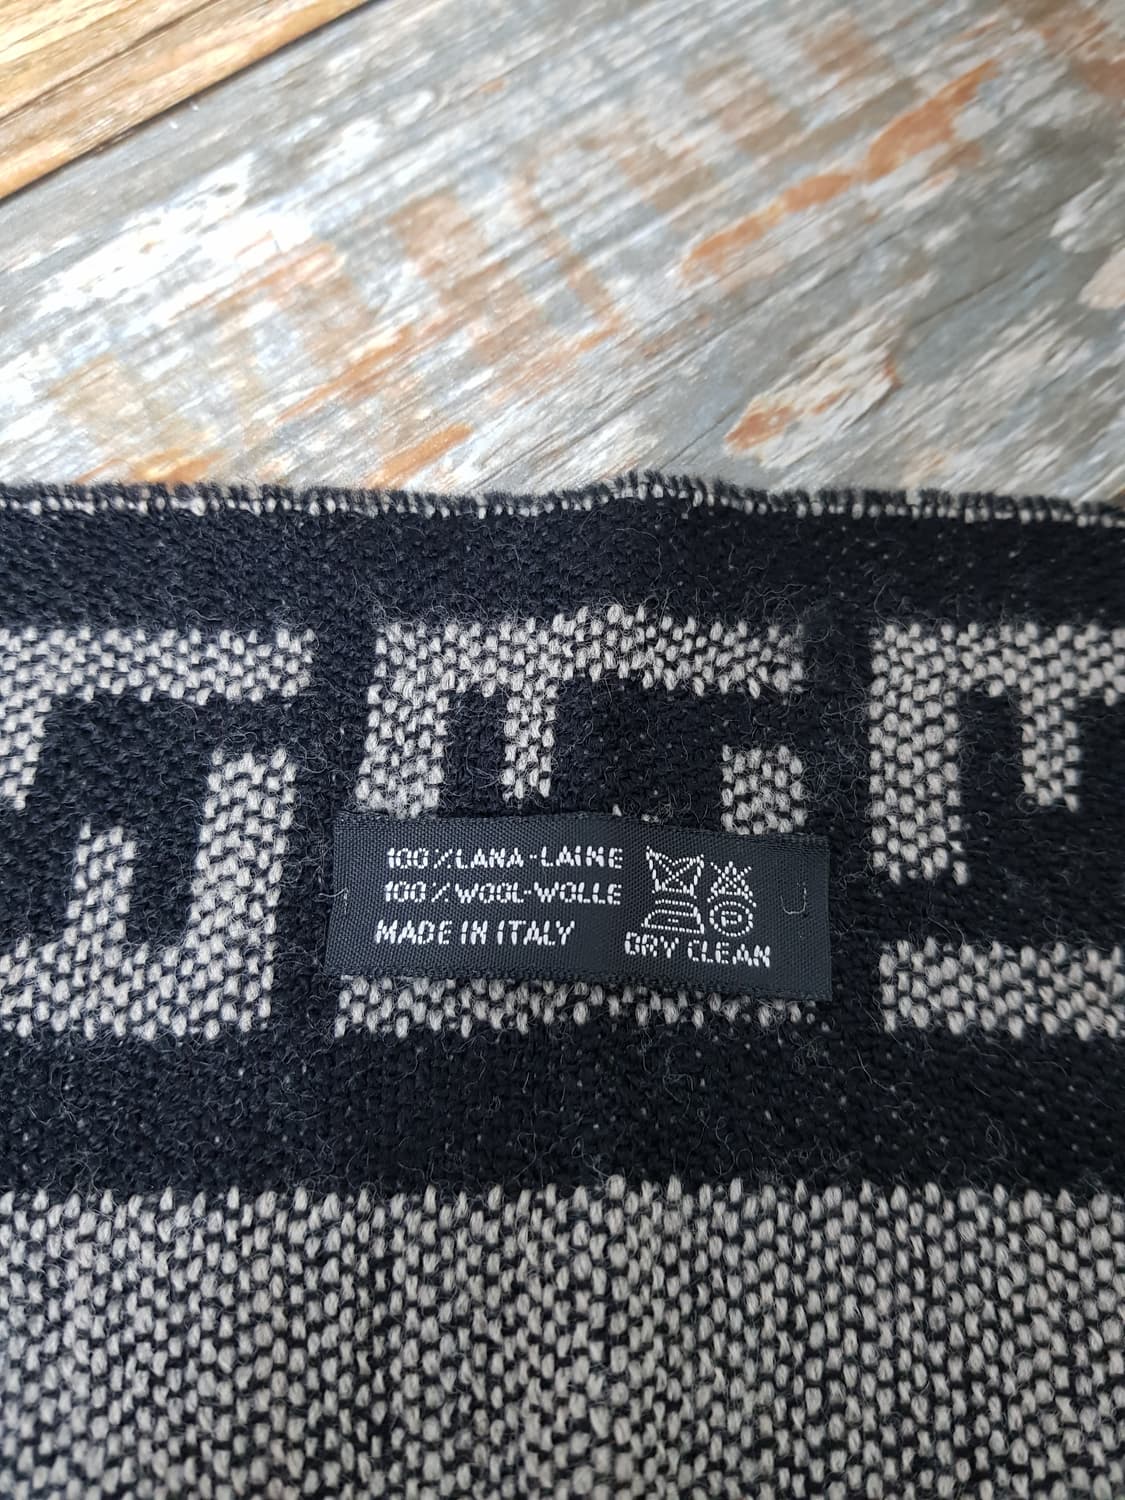 100%LANA-LAINE
100%WOOL-WOLLE
MADE IN ITALY
P
DRY CLEAN